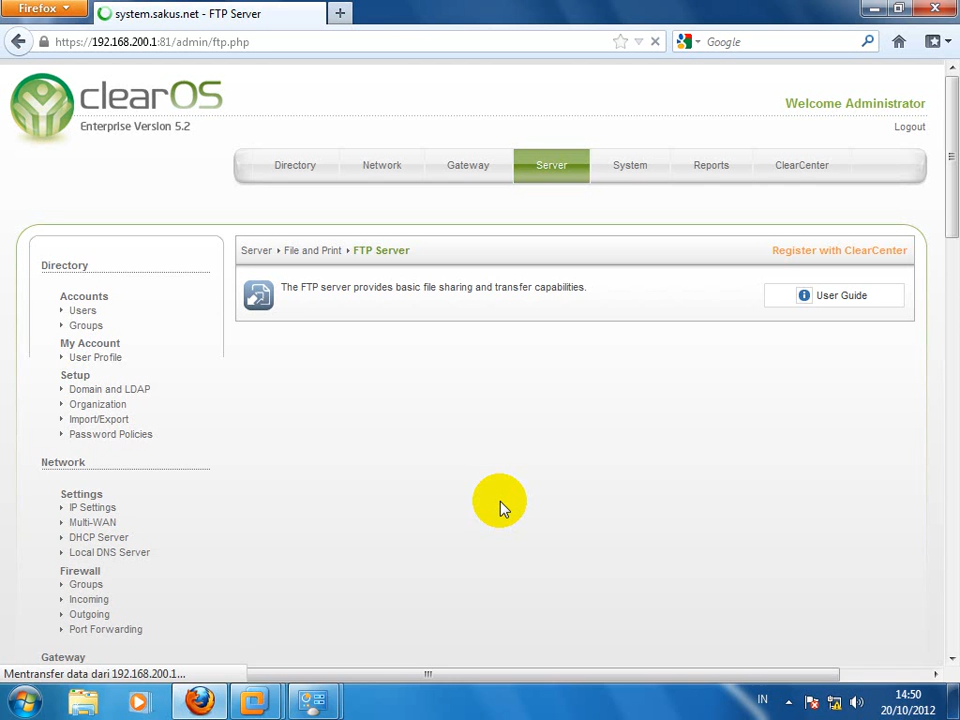 Firefox
system.sakus.net - FTP Server
https://192.168.200.1:81/admin/ftp.php
Google
clearOS
Enterprise Version 5.2
Welcome Administrator
Logout
Directory
Network
Gateway
Server
System
Reports
ClearCenter
Server
File and Print
FTP Server
Register with ClearCenter
The FTP server provides basic file sharing and transfer capabilities.
User Guide
Directory
Accounts
Users
Groups
My Account
User Profile
Setup
Domain and LDAP
Organization
Import/Export
Password Policies
Network
Settings
IP Settings
Multi-WAN
DHCP Server
Local DNS Server
Firewall
Groups
Incoming
Outgoing
Port Forwarding
Gateway
Mentransfer data dari 192.168.200.1...
IN
14:50
20/10/2012